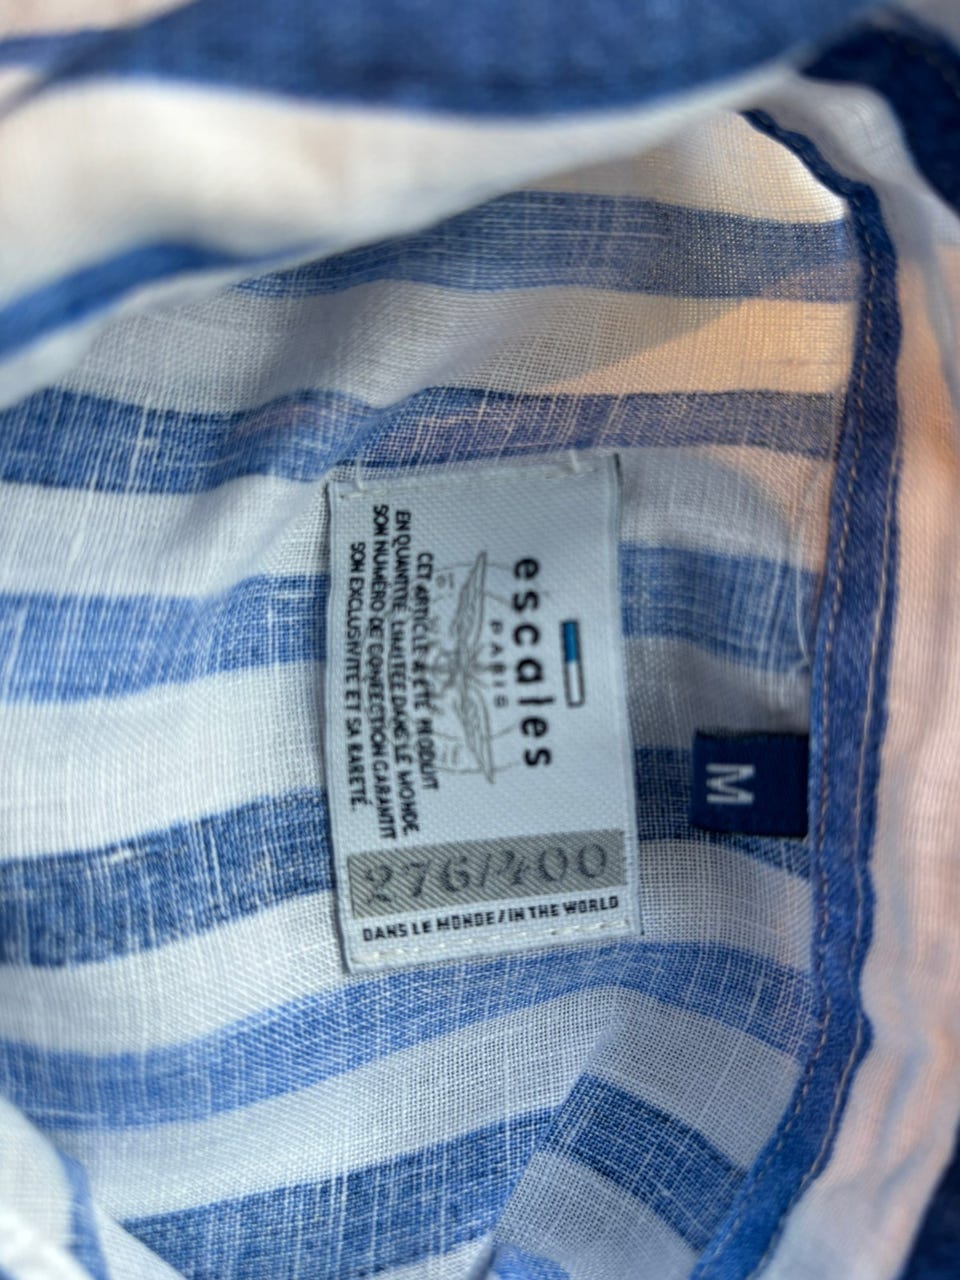 escales
PARIS
CET ARTICLE A ÉTÉ PRODUIT
EN QUANTITÉ LIMITÉE DANS LE MONDE
SON NUMÉRO DE CONFECTION GARANTIT
SON EXCLUSIVITÉ ET SA RARETÉ.
276/400
DANS LE MONDE/IN THE WORLD
M